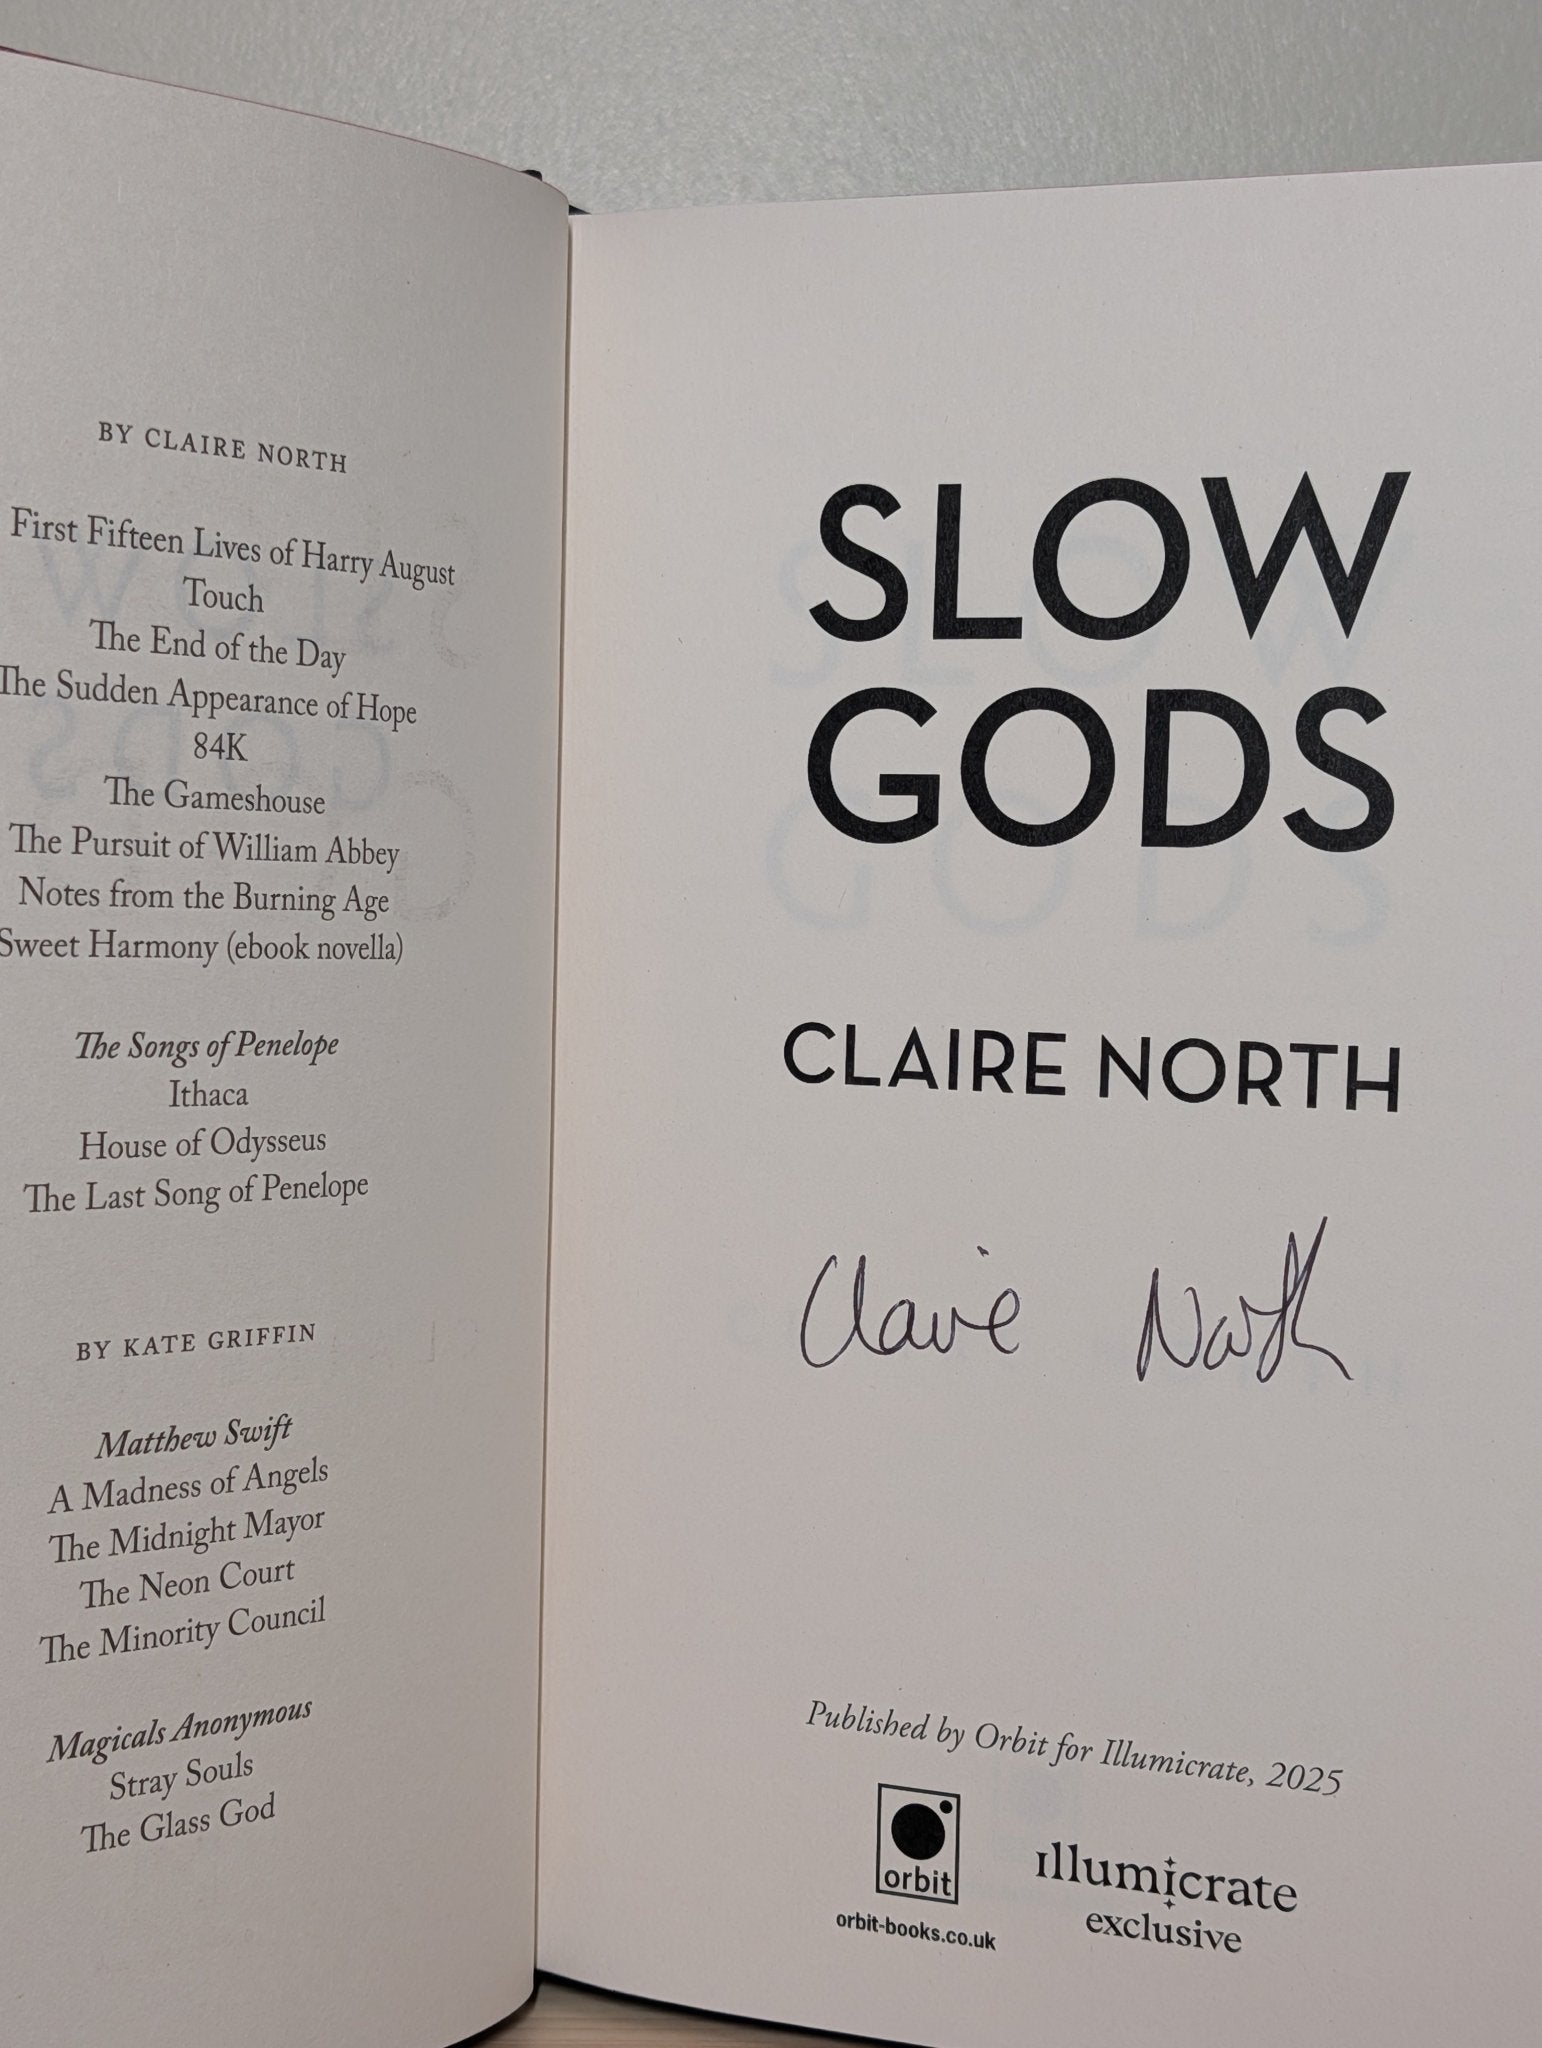 BY CLAIRE NORTH
First Fifteen Lives of Harry August
Touch
The End of the Day
The Sudden Appearance of Hope
84K
The Gameshouse
The Pursuit of William Abbey
Notes from the Burning Age
Sweet Harmony (ebook novella)
The Songs of Penelope
Ithaca
House of Odysseus
The Last Song of Penelope
BY KATE GRIFFIN
Matthew Swift
A Madness of Angels
The Midnight Mayor
The Neon Court
The Minority Council
Magicals Anonymous
Stray Souls
The Glass God
SLOW
GODS
CLAIRE NORTH
Claire North
Published by Orbit for Illumicrate, 2025
orbit
orbit-books.co.uk
illumicrate
exclusive